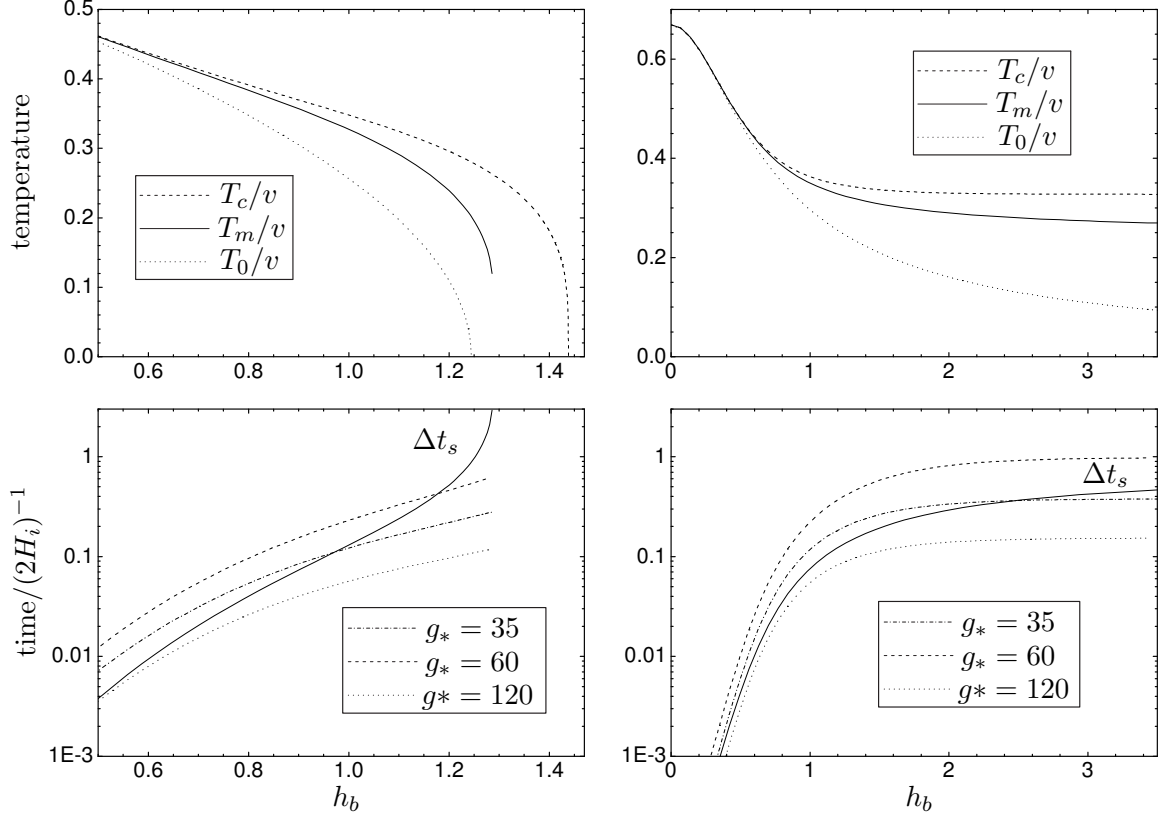 0.5
0.4
0.3
0.2
0.1
0.0
temperature
T_c/v
T_m/v
T_0/v
0.6 0.8 1.0 1.2 1.4
0.6
0.4
0.2
0.0
T_c/v
T_m/v
T_0/v
0 1 2 3
1
0.1
0.01
1E-3
time/(2H_i)^{-1}
Δt_s
g_* = 35
g_* = 60
g* = 120
0.6 0.8 1.0 1.2 1.4
h_b
1
0.1
0.01
1E-3
Δt_s
g_* = 35
g_* = 60
g* = 120
0 1 2 3
h_b